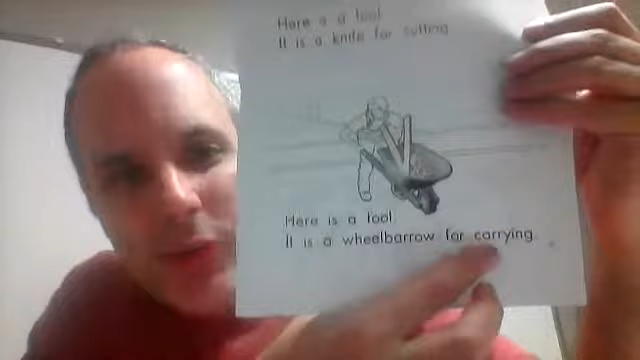 Here is a tool
It is a knife for cutting
Here is a tool
It is a wheelbarrow for carrying.